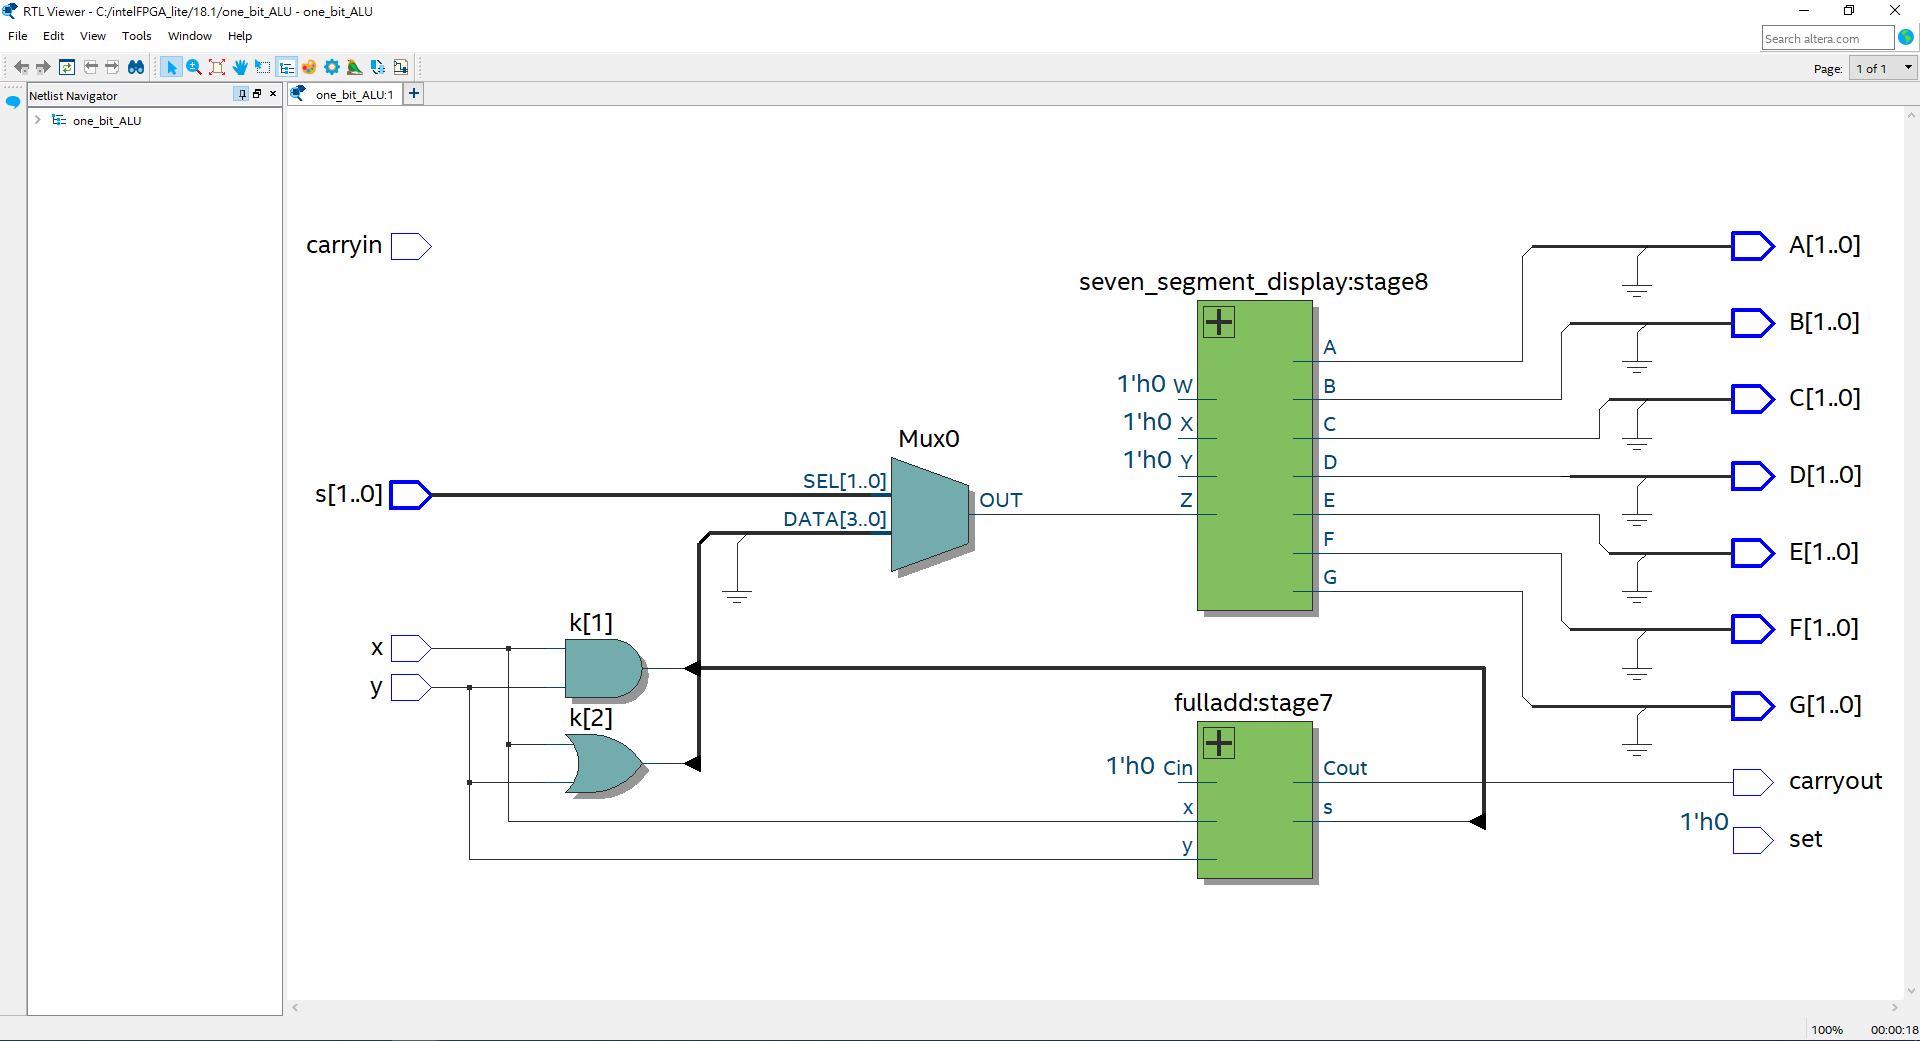 RTL Viewer - C:/intelFPGA_lite/18.1/one_bit_ALU - one_bit_ALU
File Edit View Tools Window Help
Search altera.com
Page: 1 of 1
Netlist Navigator
one_bit_ALU:1
one_bit_ALU
carryin
A[1..0]
seven_segment_display:stage8
B[1..0]
A
1'h0 W
B
C[1..0]
1'h0 X
C
Mux0
1'h0 Y
D
D[1..0]
SEL[1..0]
s[1..0]
OUT
Z
E
DATA[3..0]
F
E[1..0]
G
k[1]
F[1..0]
x
y
fulladd:stage7
G[1..0]
k[2]
1'h0 Cin
Cout
carryout
x
s
1'h0
set
y
100% 00:00:18